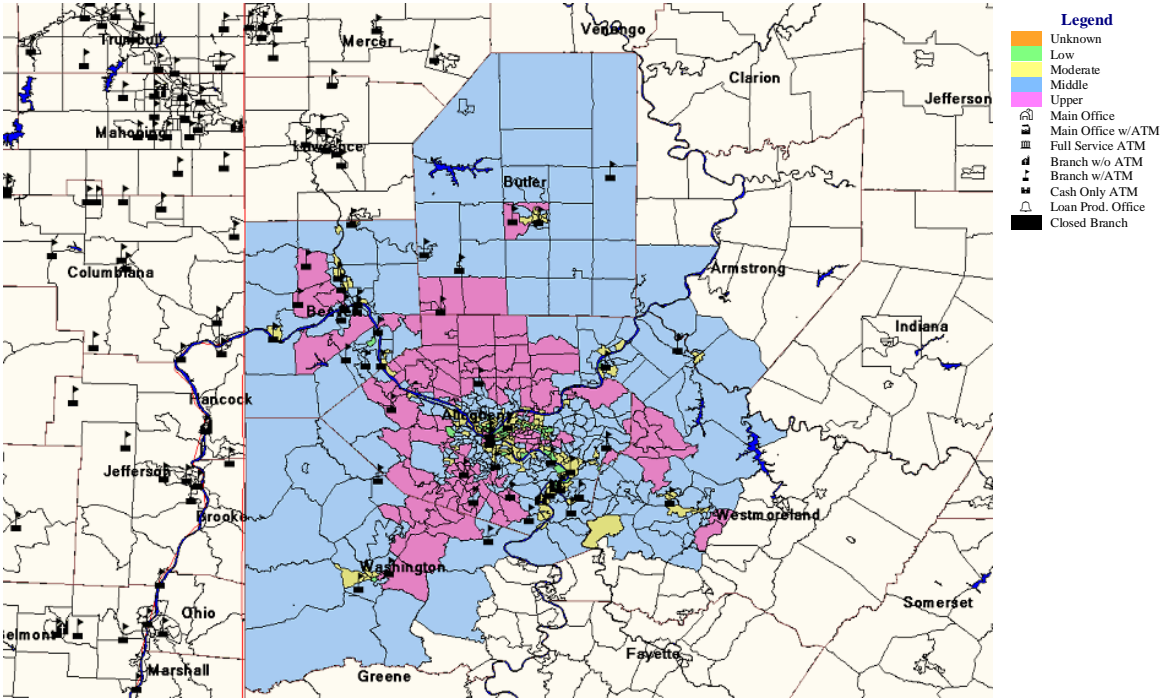 Venango
Mercer
Trumbull
Clarion
Jefferson
Mahoning
Lawrence
Butler
Columbiana
Armstrong
Beaver
Indiana
Hancock
Allegheny
Jefferson
Brooke
Westmoreland
Washington
Somerset
Ohio
Belmont
Fayette
Marshall
Greene
Legend
Unknown
Low
Moderate
Middle
Upper
Main Office
Main Office w/ATM
Full Service ATM
Branch w/o ATM
Branch w/ATM
Cash Only ATM
Loan Prod. Office
Closed Branch